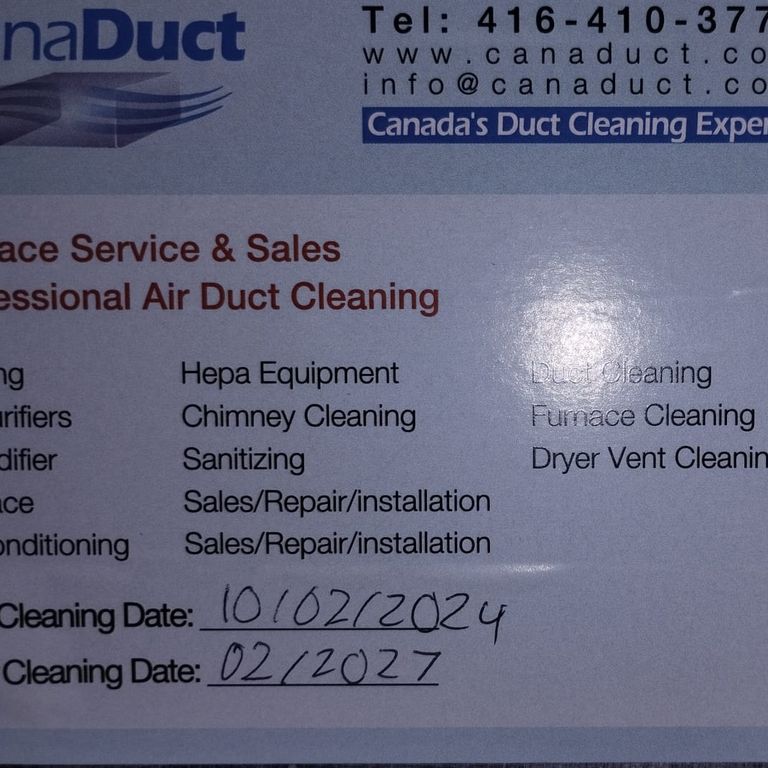 naDuct
Tel: 416-410-377
www.canaduct.co
info@canaduct.co
Canada's Duct Cleaning Exper
ace Service & Sales
essional Air Duct Cleaning
ng Hepa Equipment Duct Cleaning
rifiers Chimney Cleaning Furnace Cleaning
difier Sanitizing Dryer Vent Cleanin
ce Sales/Repair/installation
onditioning Sales/Repair/installation
Cleaning Date: 10/02/2024
Cleaning Date: 02/2027